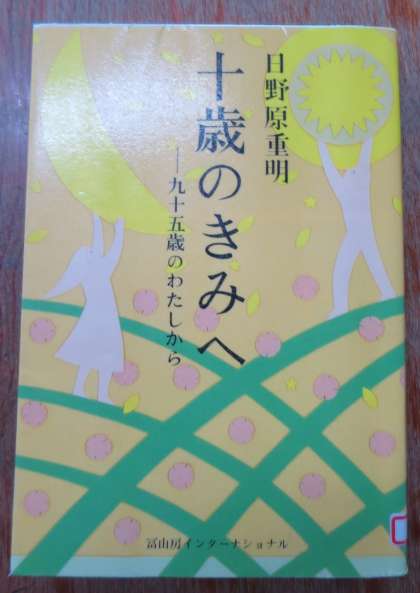 日野原重明
十歳のきみへ
──九十五歳のわたしから
冨山房インターナショナル